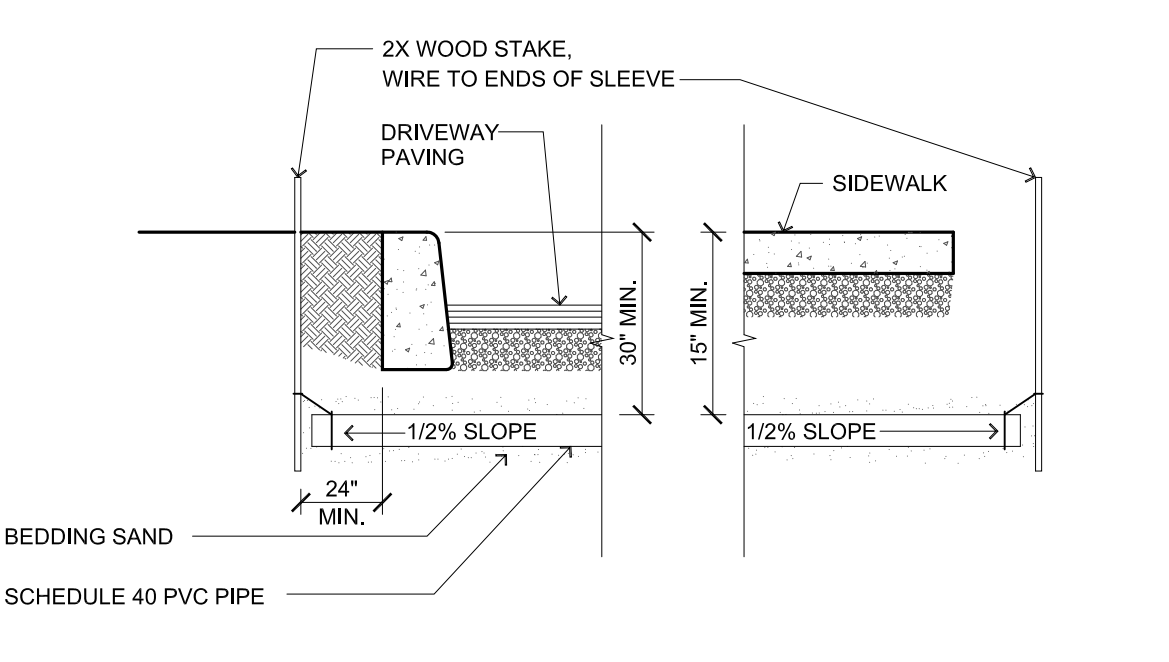 2X WOOD STAKE,
WIRE TO ENDS OF SLEEVE
DRIVEWAY
PAVING
SIDEWALK
30" MIN.
15" MIN.
1/2% SLOPE
1/2% SLOPE
24"
MIN.
BEDDING SAND
SCHEDULE 40 PVC PIPE